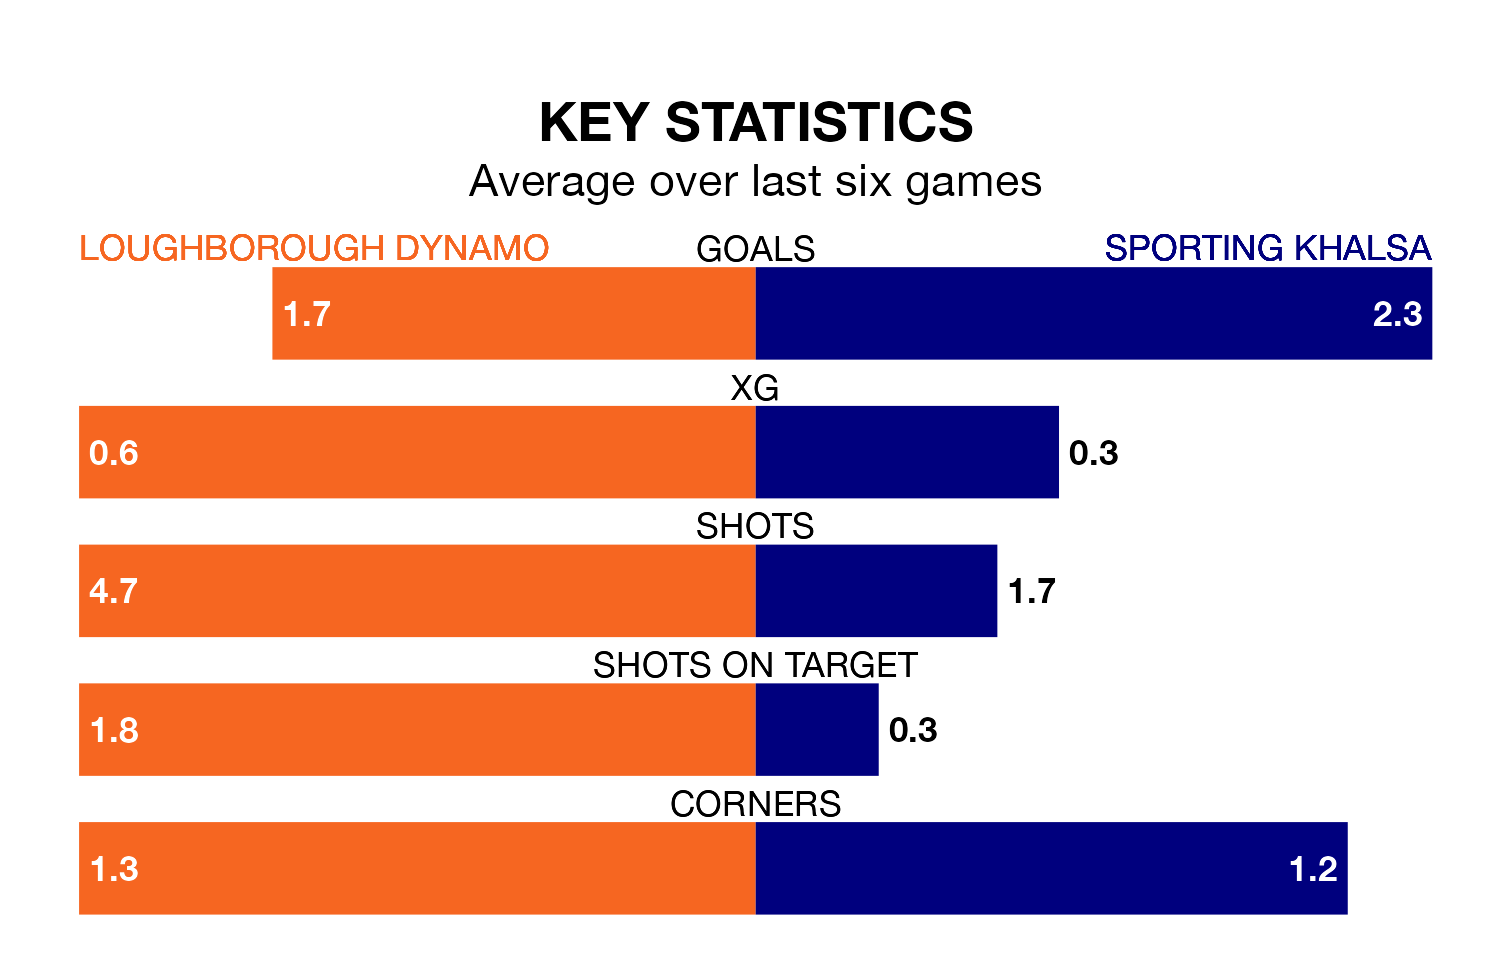 KEY STATISTICS
Average over last six games
LOUGHBOROUGH DYNAMO GOALS SPORTING KHALSA
1.7 2.3
XG
0.6 0.3
SHOTS
4.7 1.7
SHOTS ON TARGET
1.8 0.3
CORNERS
1.3 1.2